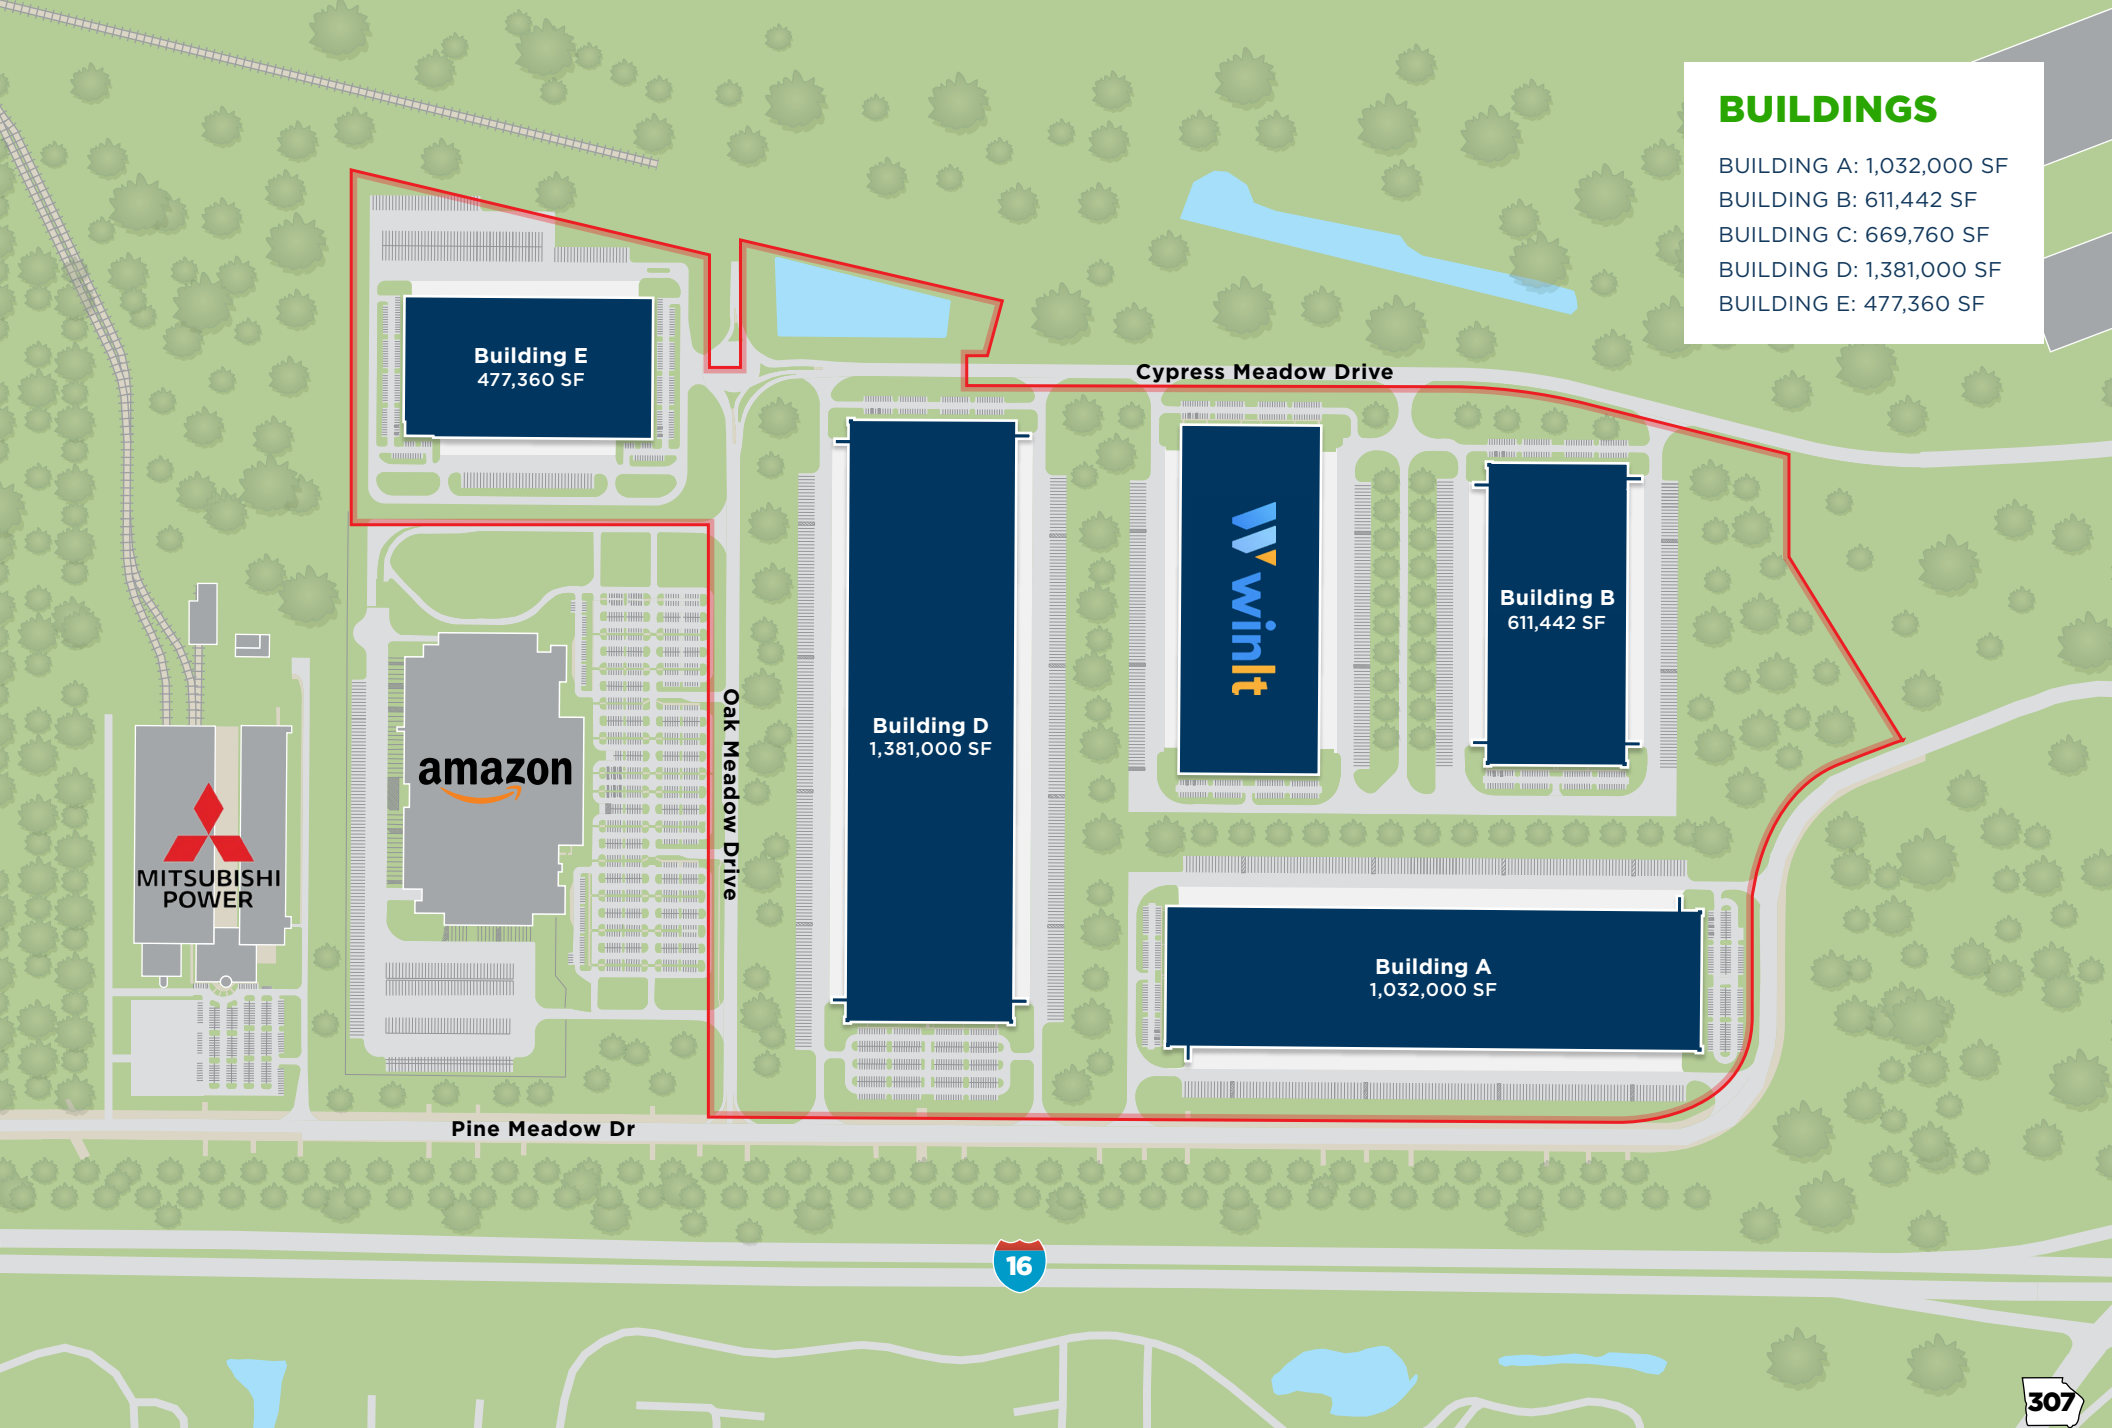 BUILDINGS
BUILDING A: 1,032,000 SF
BUILDING B: 611,442 SF
BUILDING C: 669,760 SF
BUILDING D: 1,381,000 SF
BUILDING E: 477,360 SF
Building E
477,360 SF
Cypress Meadow Drive
winIt
Building B
611,442 SF
Oak Meadow Drive
Building D
1,381,000 SF
amazon
MITSUBISHI
POWER
Building A
1,032,000 SF
Pine Meadow Dr
16
307